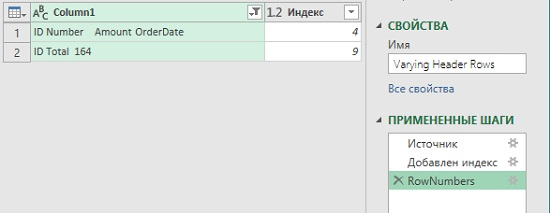 ABC Column1 1.2 Индекс
1 ID Number Amount OrderDate 4
2 ID Total 164 9
СВОЙСТВА
Имя
Varying Header Rows
Все свойства
ПРИМЕНЕННЫЕ ШАГИ
Источник
Добавлен индекс
RowNumbers